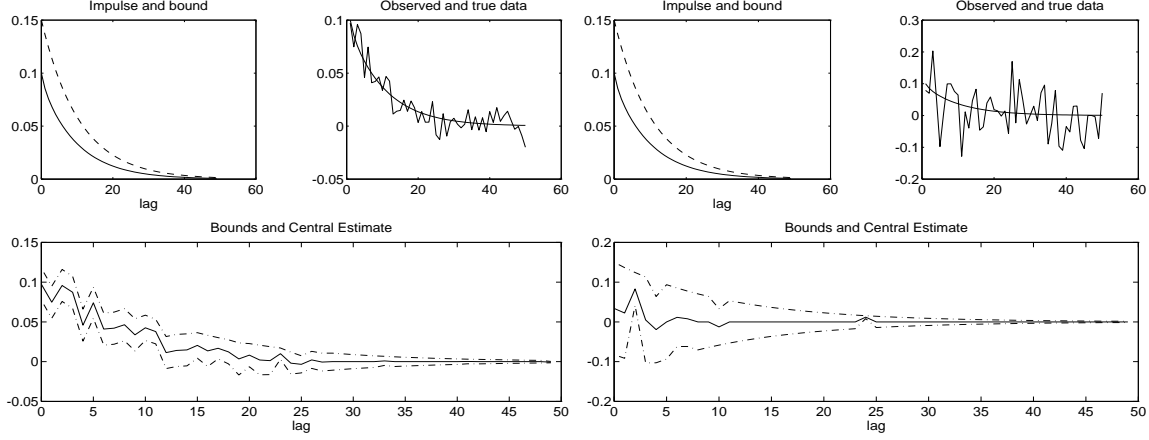 Impulse and bound
0.15
0.1
0.05
0
0 20 40 60
lag
Observed and true data
0.1
0.05
0
-0.05
0 20 40 60
Impulse and bound
0.15
0.1
0.05
0
0 20 40 60
lag
Observed and true data
0.3
0.2
0.1
0
-0.1
-0.2
0 20 40 60
Bounds and Central Estimate
0.15
0.1
0.05
0
-0.05
0 5 10 15 20 25 30 35 40 45 50
lag
Bounds and Central Estimate
0.2
0.1
0
-0.1
-0.2
0 5 10 15 20 25 30 35 40 45 50
lag